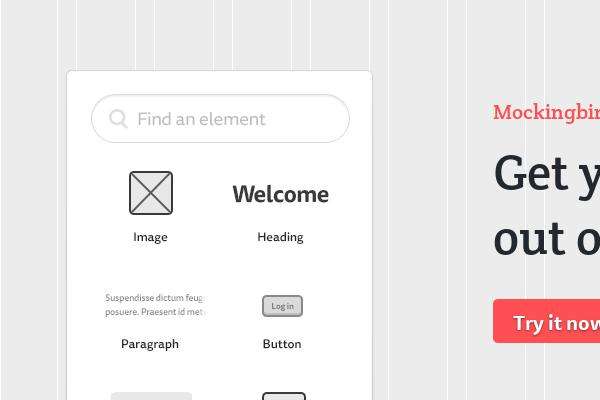 Find an element
Welcome
Image
Heading
Suspendisse dictum feug
posuere. Praesent id met
Log in
Paragraph
Button
Mockingbir
Get y
out o
Try it now